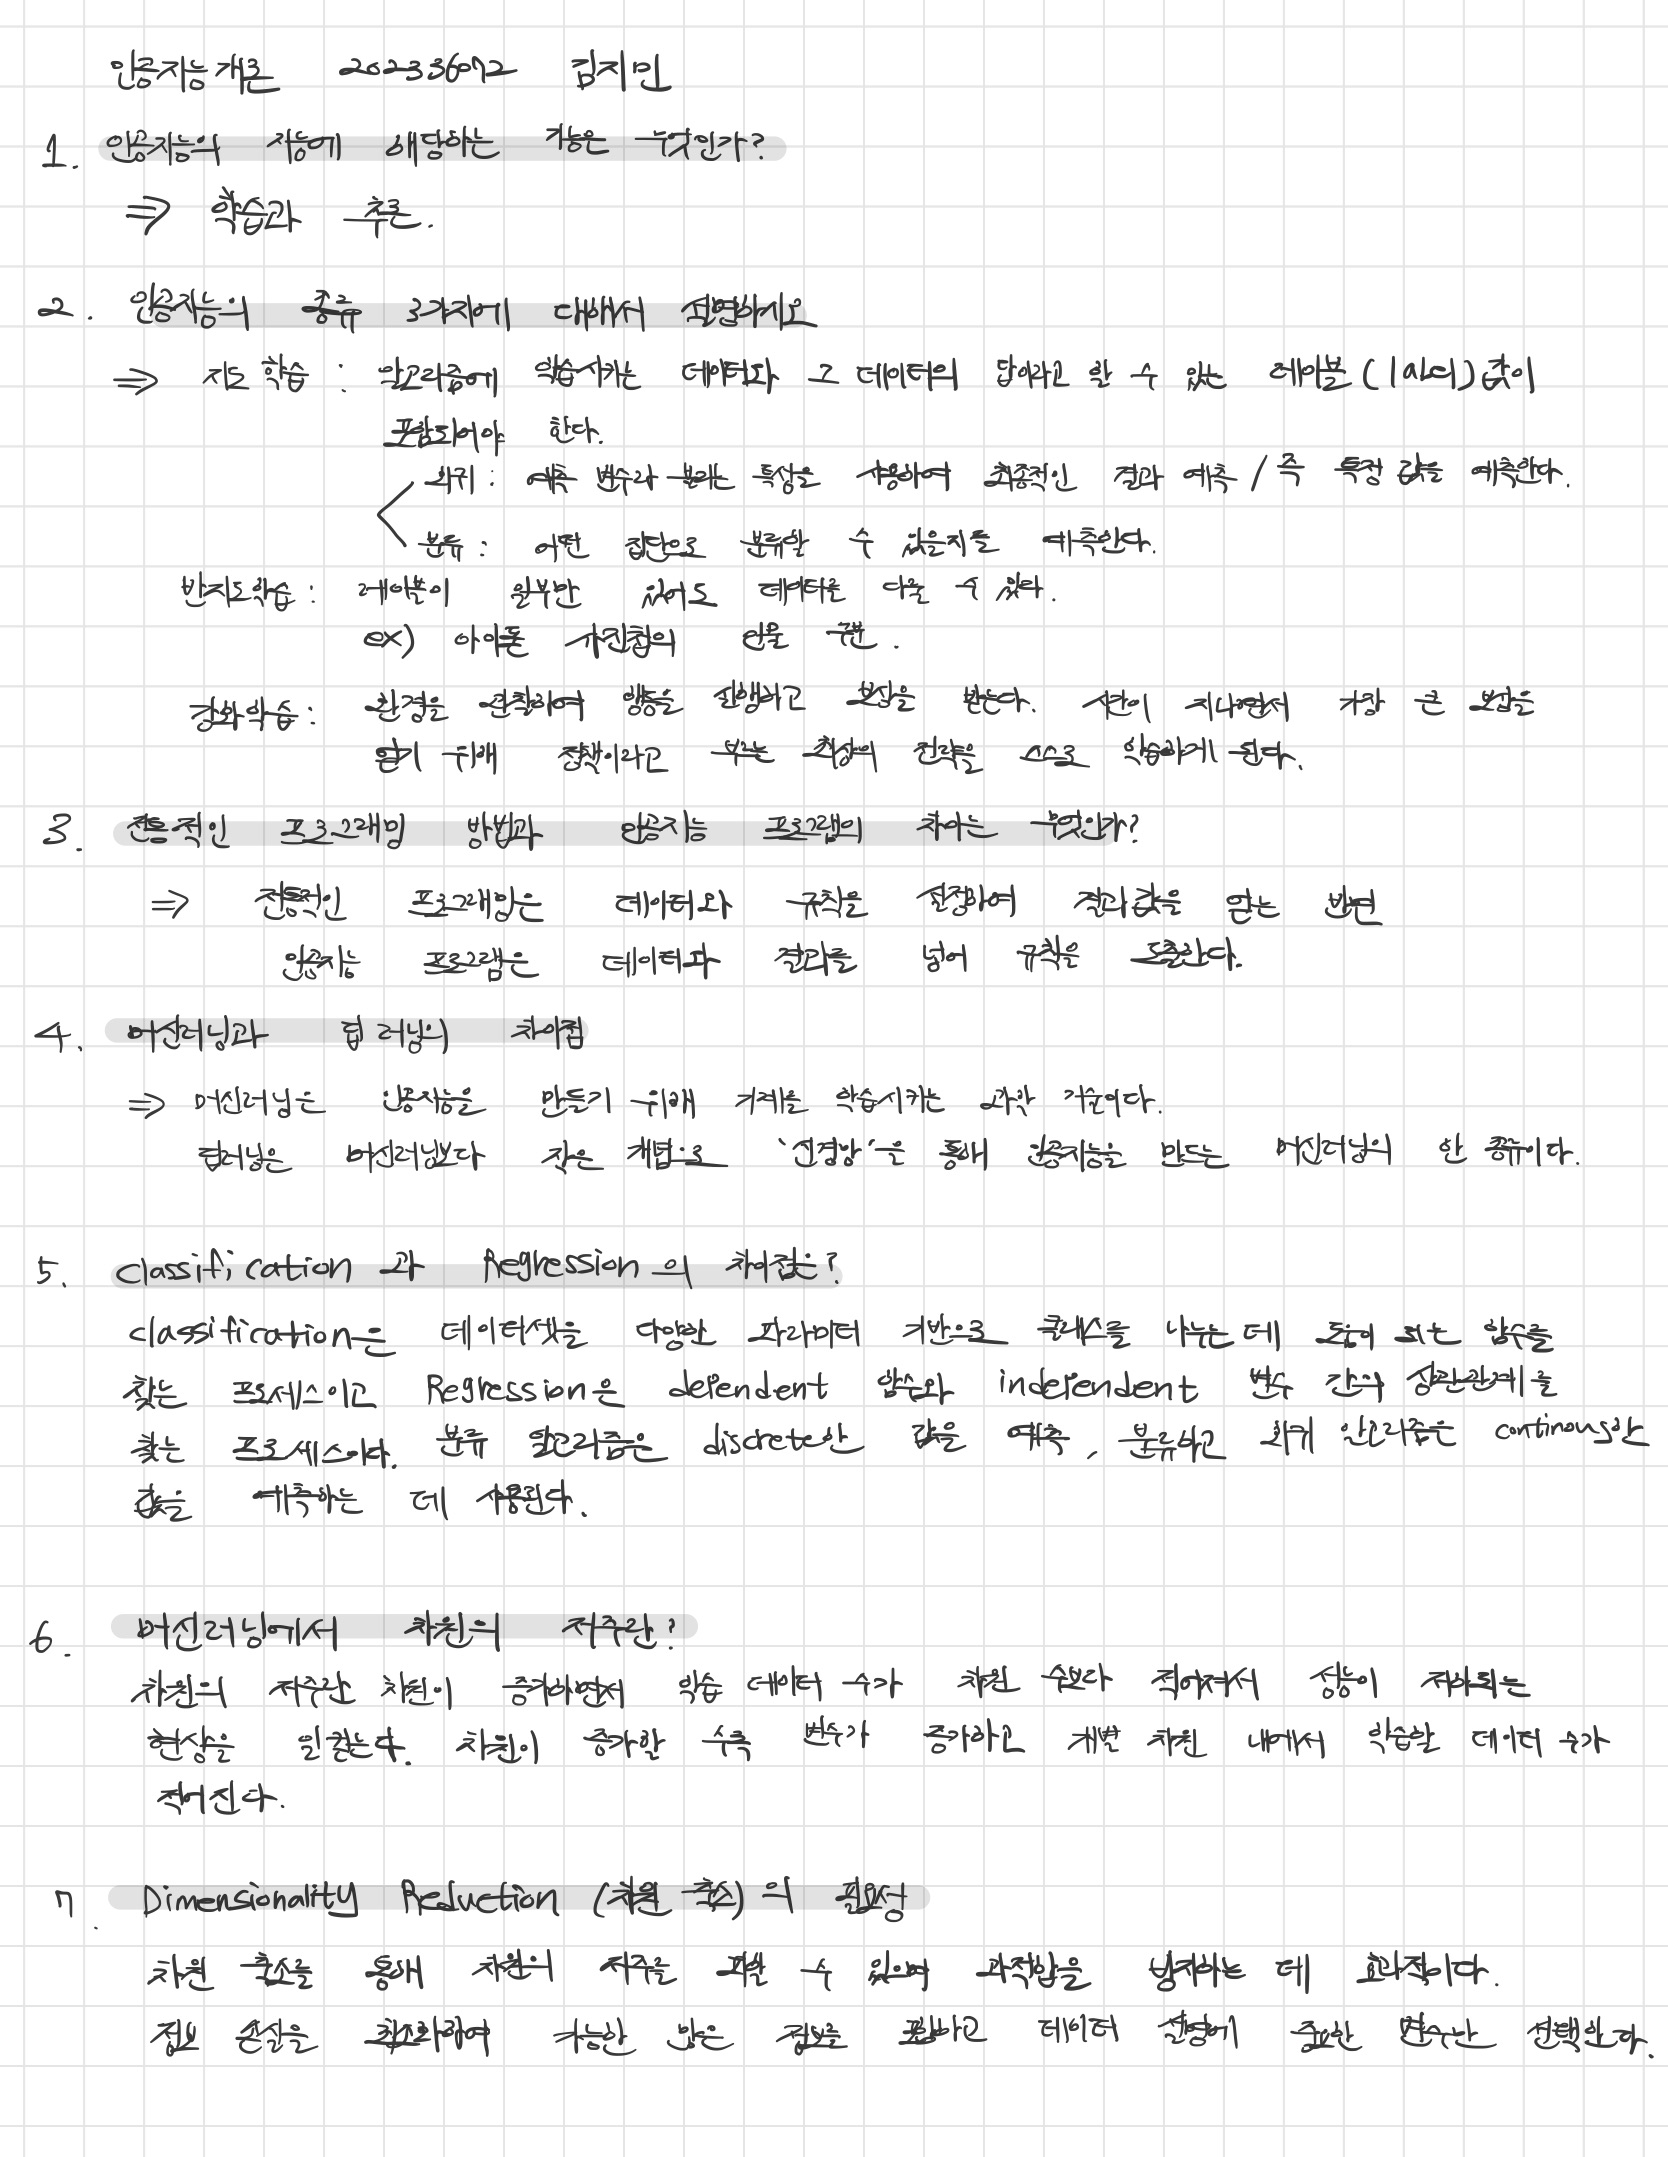 인공지능개론 202336072 김지민
1. 인공지능의 지능에 해당하는 기능은 무엇인가?
⇒ 학습과 추론.
2. 인공지능의 종류 3가지에 대해서 설명하시오
⇒ 지도 학습 : 알고리즘에 학습시키는 데이터와 그 데이터의 답이라고 할 수 있는 레이블(label)값이
포함되어야 한다.
회귀 : 예측 변수라 불리는 특성을 사용하여 최종적인 결과 예측 / 즉 특정 값을 예측한다.
분류 : 어떤 집단으로 분류할 수 있을지를 예측한다.
반지도학습 : 레이블이 일부만 있어도 데이터를 다룰 수 있다.
ex) 아이폰 사진첩의 인물 구분.
강화학습 : 환경을 관찰하여 행동을 실행하고 보상을 받는다. 시간이 지나면서 가장 큰 보상을
얻기 위해 정책이라고 부르는 최상의 전략을 스스로 학습하게 된다.
3. 전통적인 프로그래밍 방법과 인공지능 프로그램의 차이는 무엇인가?
⇒ 전통적인 프로그래밍은 데이터와 규칙을 설정하여 결과값을 얻는 반면
인공지능 프로그램은 데이터와 결과를 넣어 규칙을 도출한다.
4. 머신러닝과 딥 러닝의 차이점
⇒ 머신러닝은 인공지능을 만들기 위해 기계를 학습시키는 과학 기술이다.
딥러닝은 머신러닝보다 작은 개념으로 '신경망'을 통해 인공지능을 만드는 머신러닝의 한 종류이다.
5. classification 과 Regression 의 차이점은?
classification은 데이터셋을 다양한 파라미터 기반으로 클래스를 나누는 데 도움이 되는 함수를
찾는 프로세스이고 Regression은 dependent 함수와 independent 변수 간의 상관관계를
찾는 프로세스이다. 분류 알고리즘은 discrete한 값을 예측, 분류하고 회귀 알고리즘은 continous한
값을 예측하는 데 사용된다.
6. 머신러닝에서 차원의 저주란?
차원의 저주란 차원이 증가하면서 학습 데이터 수가 차원 수보다 적어져서 성능이 저하되는
현상을 일컫는다. 차원이 증가할 수록 변수가 증가하고 개별 차원 내에서 학습할 데이터 수가
적어진다.
7. Dimensionality Reduction (차원 축소) 의 필요성
차원 축소를 통해 차원의 저주를 피할 수 있으며 과적합을 방지하는 데 효과적이다.
정보 손실을 최소화하여 가능한 많은 정보를 포함하고 데이터 설명에 중요한 변수만 선택한다.